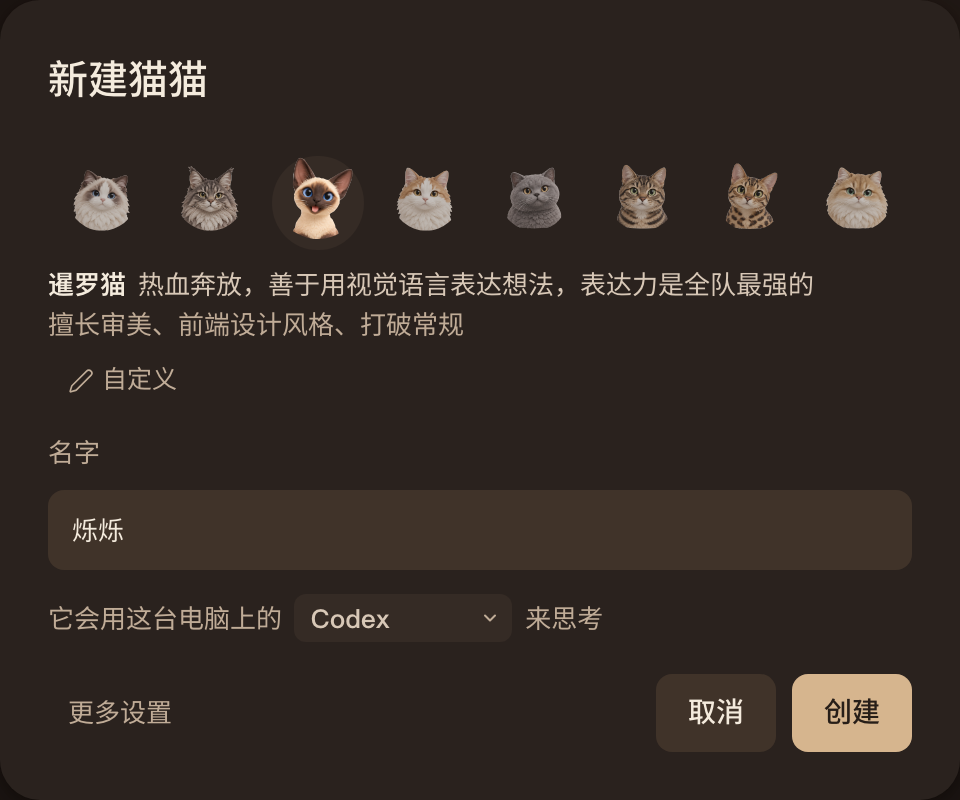 新建猫猫
暹罗猫 热血奔放，善于用视觉语言表达想法，表达力是全队最强的
擅长审美、前端设计风格、打破常规
自定义
名字
烁烁
它会用这台电脑上的 Codex 来思考
更多设置 取消 创建